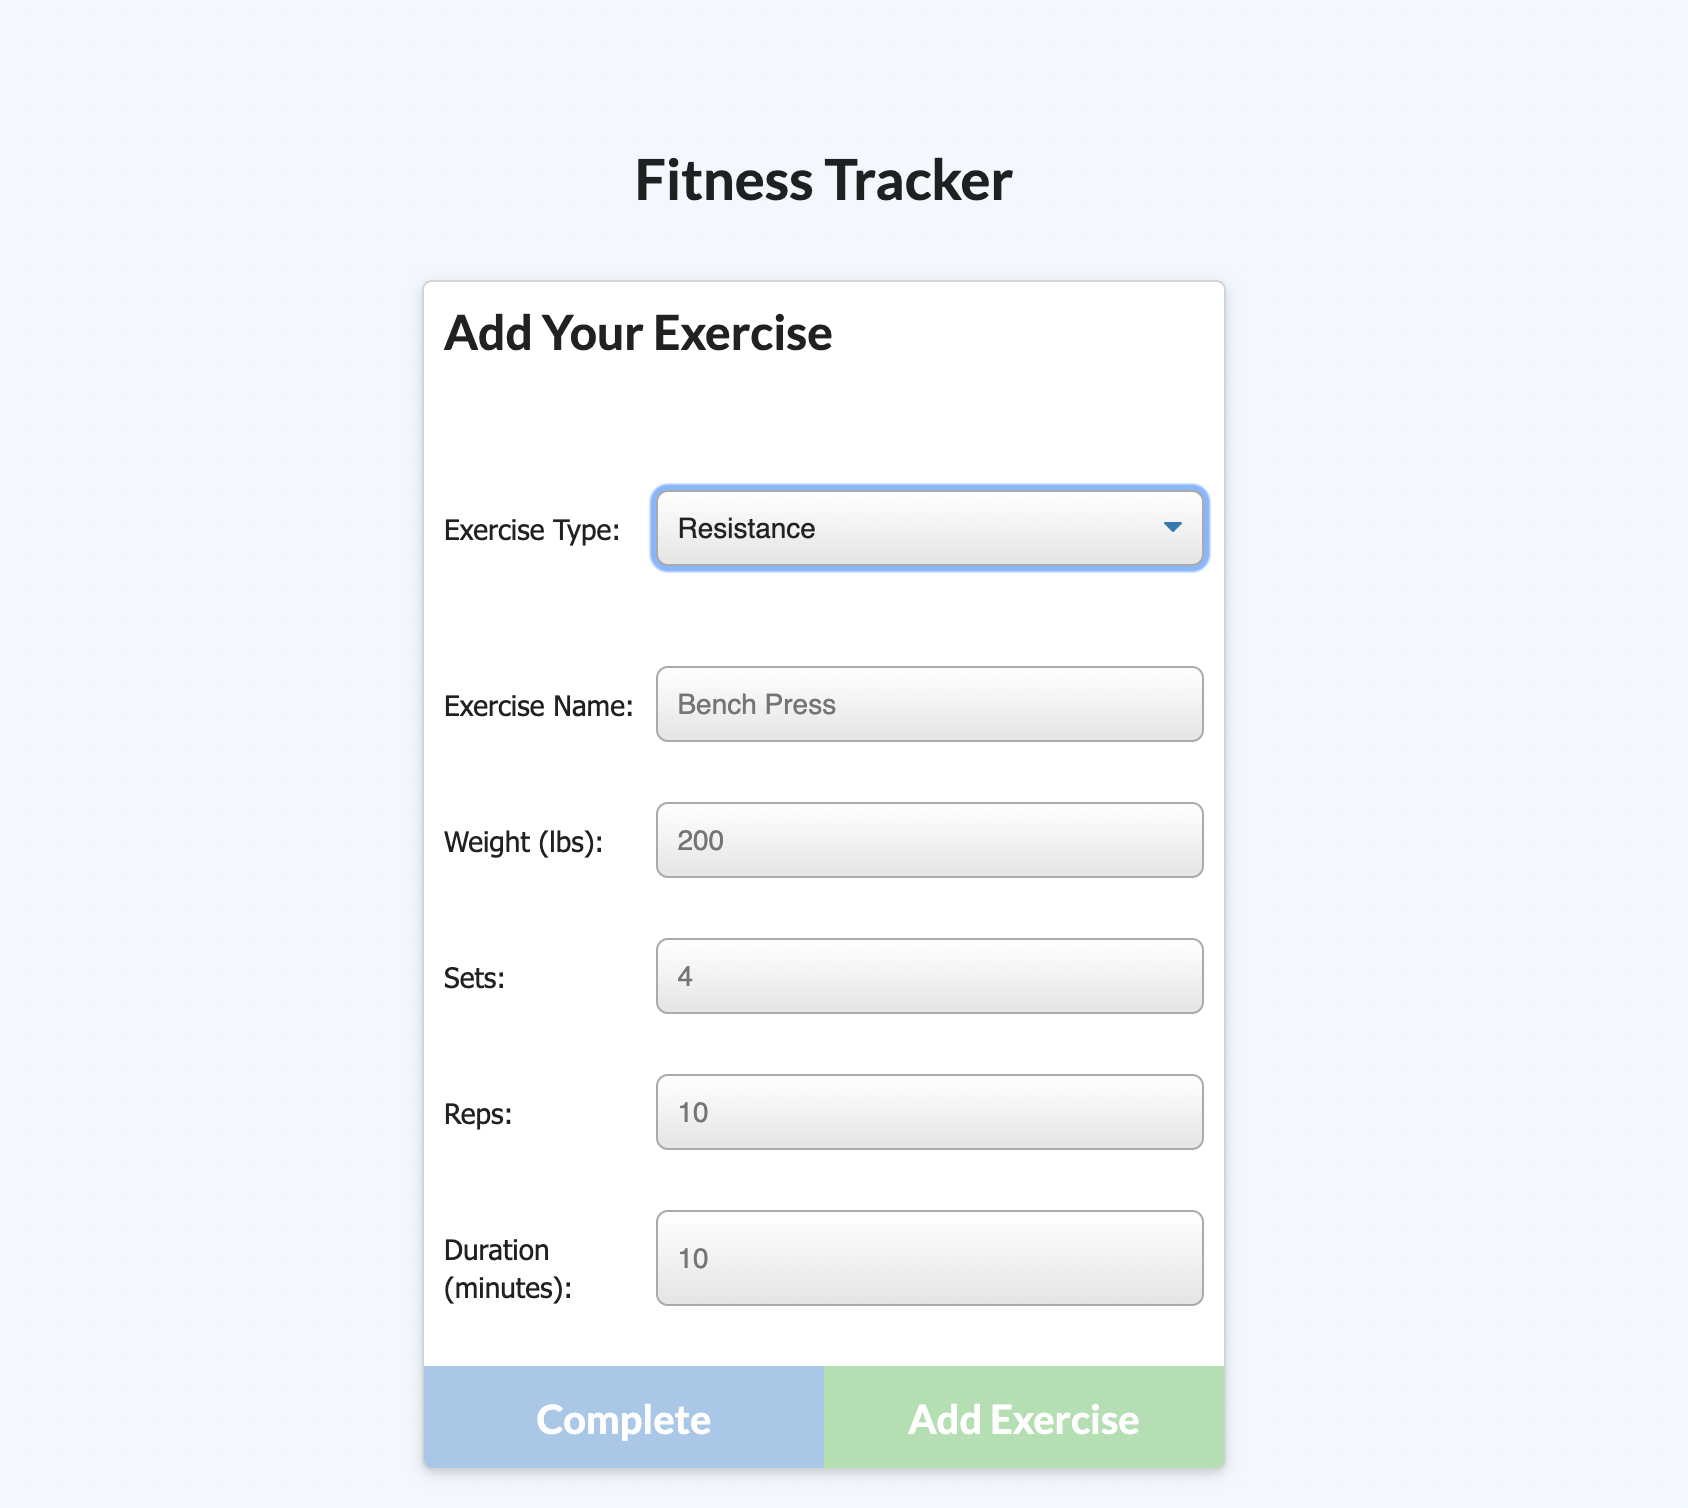 Fitness Tracker
Add Your Exercise
Exercise Type: Resistance
Exercise Name: Bench Press
Weight (lbs): 200
Sets: 4
Reps: 10
Duration
(minutes): 10
Complete Add Exercise